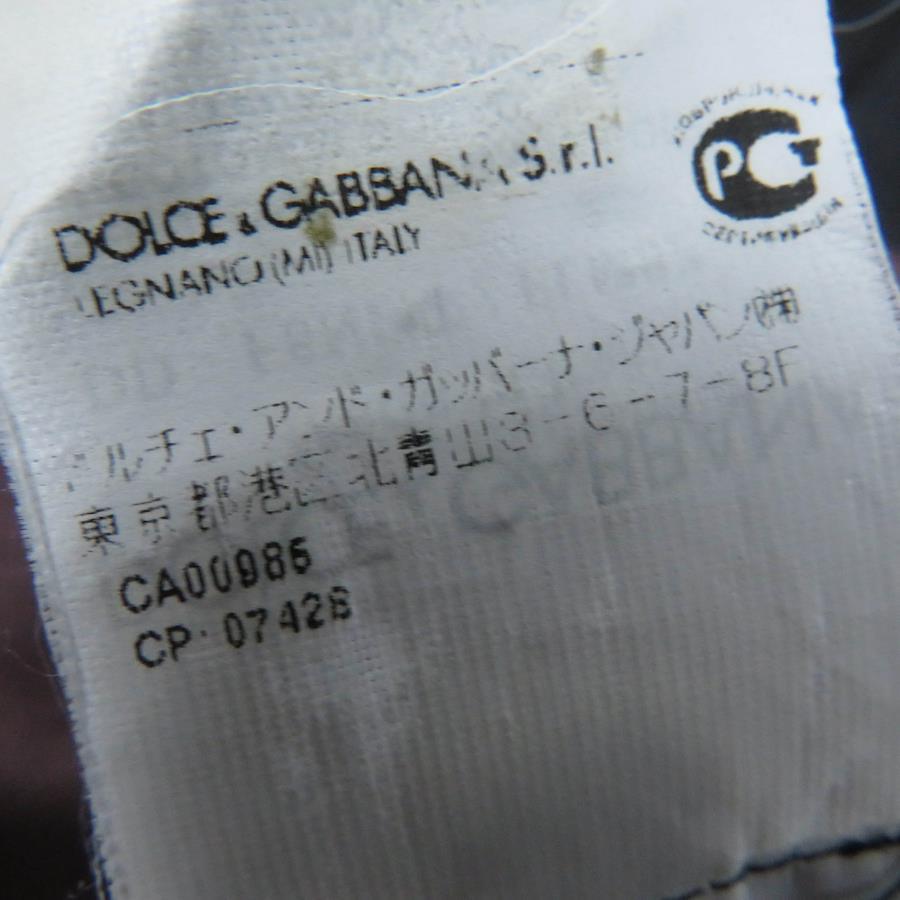 DOLCE & GABBANA S.r.l.
LEGNANO (MI) ITALY
PCT
ドルチェ・アンド・ガッバーナ・ジャパン㈱
東京都港区北青山3-6-7-8F
CA00986
CP: 07428